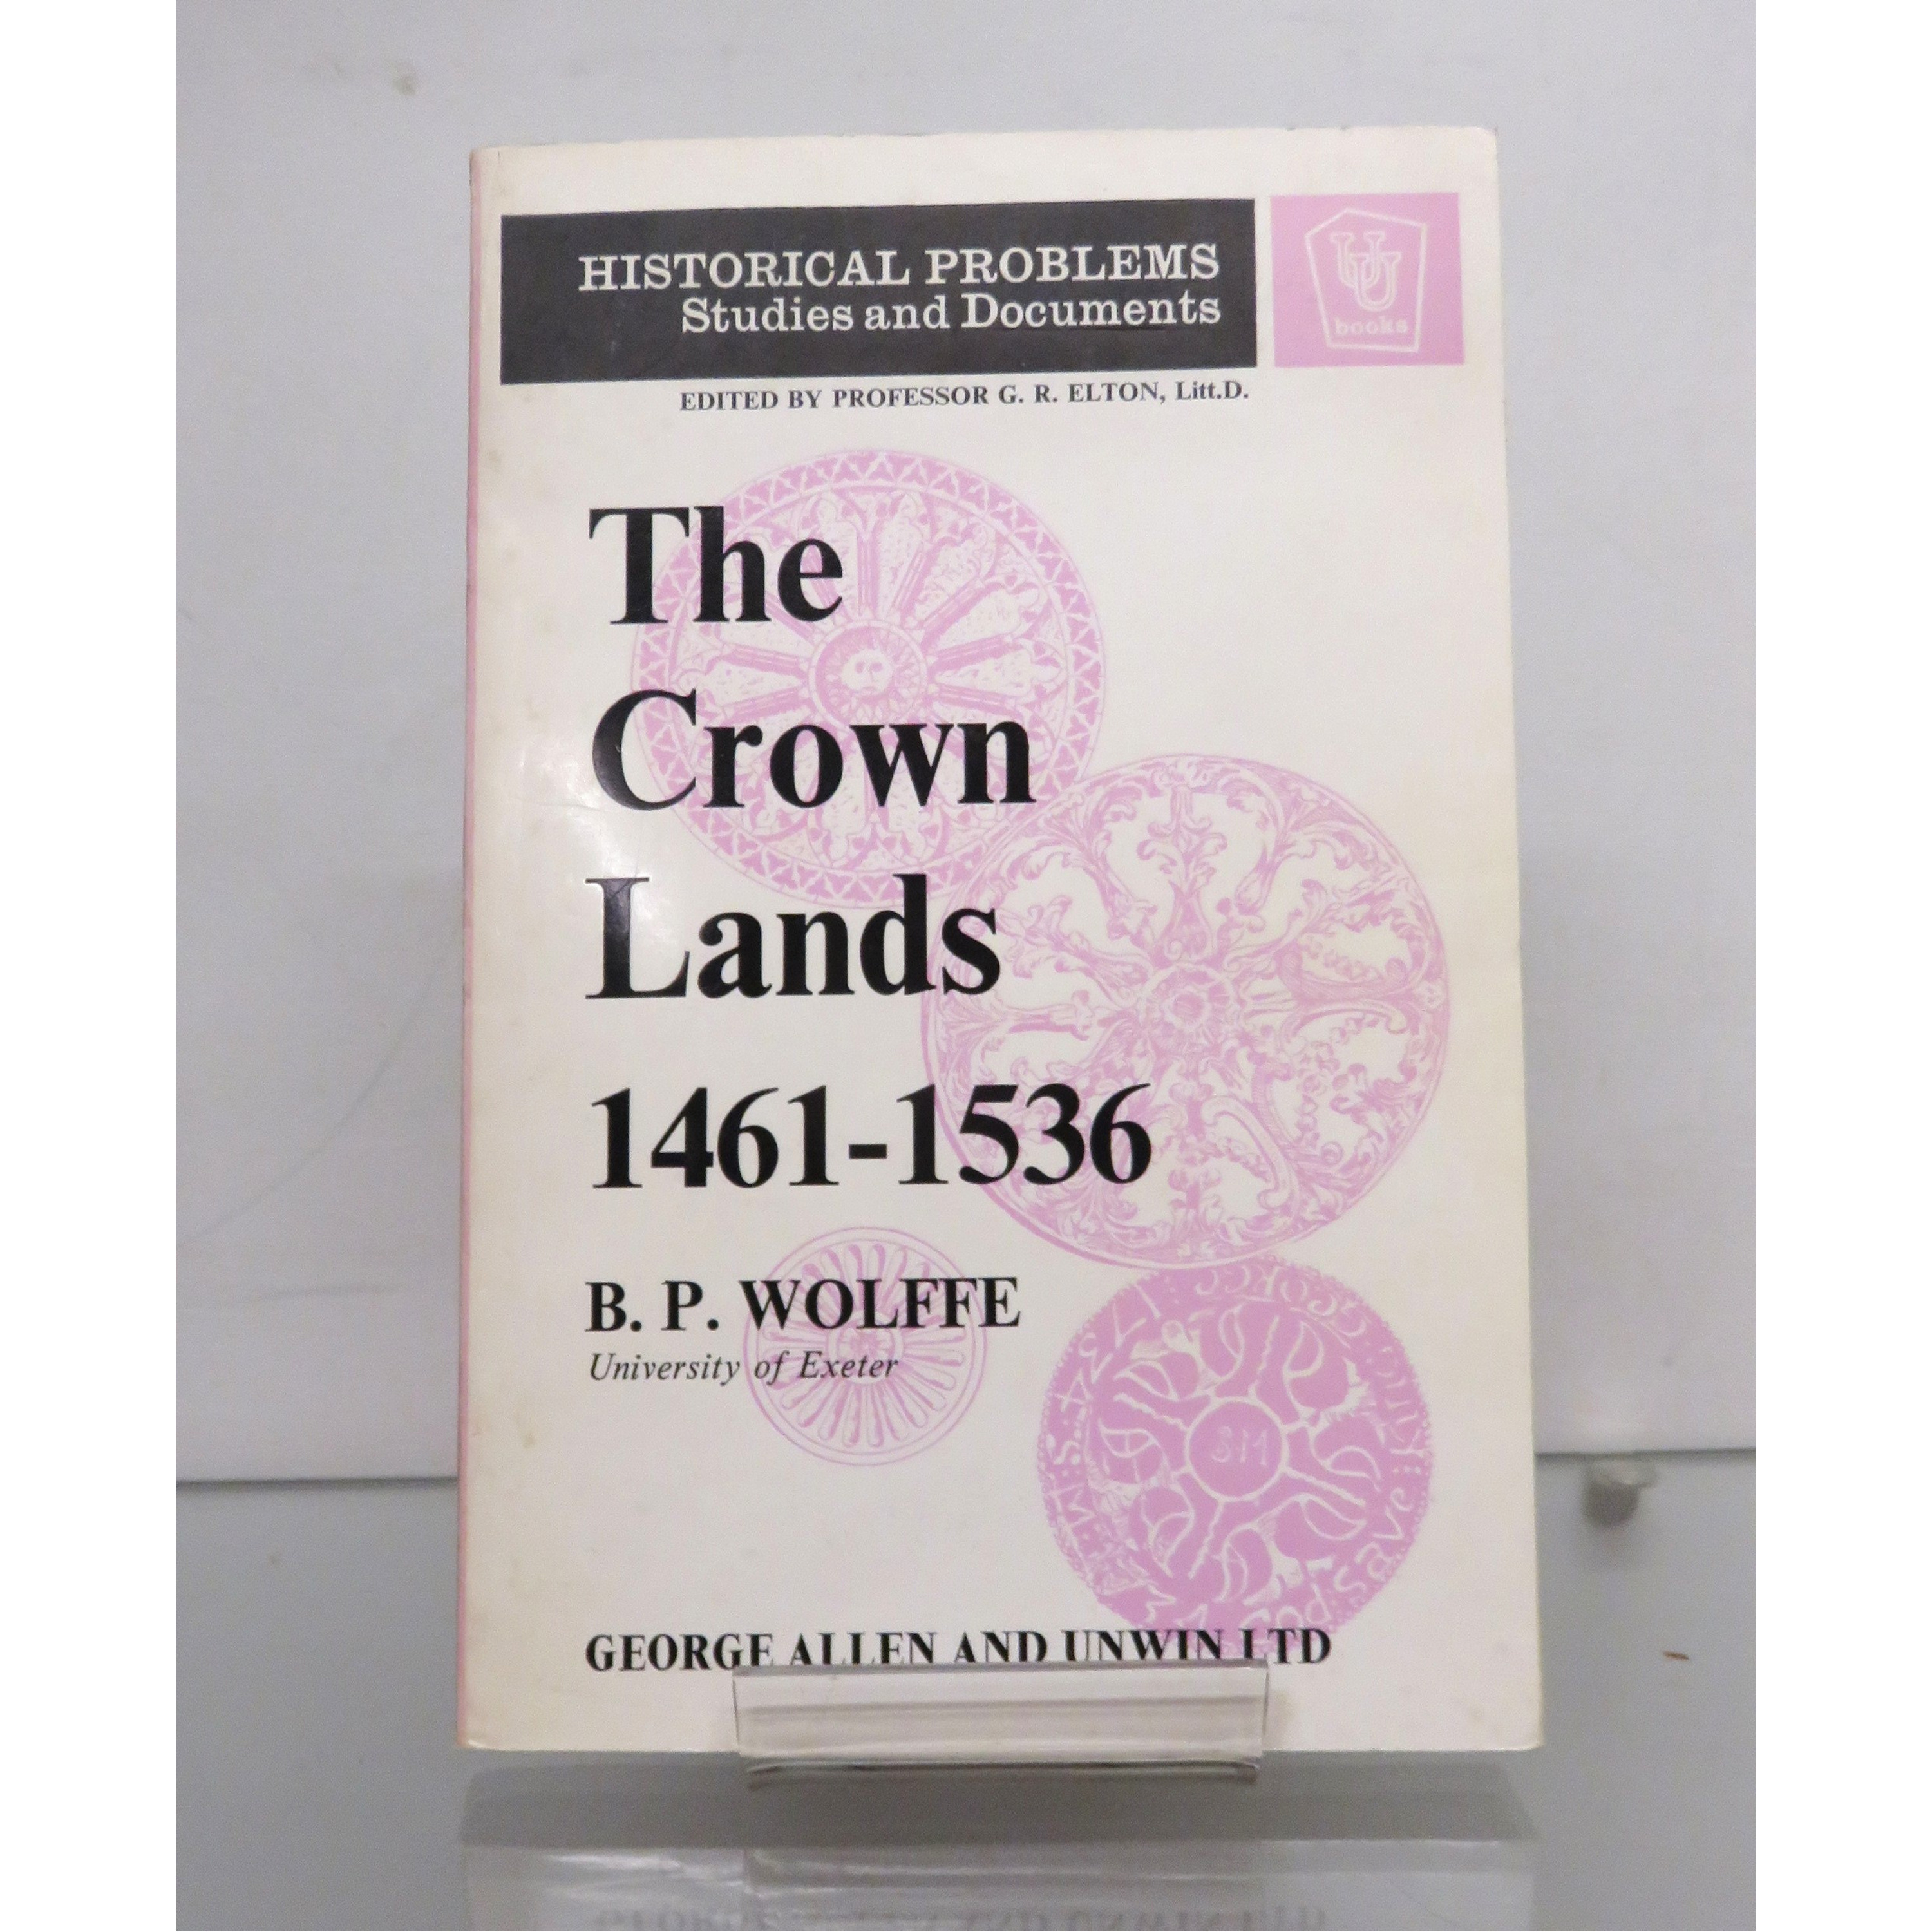 HISTORICAL PROBLEMS
Studies and Documents
UUU
books
EDITED BY PROFESSOR G. R. ELTON, Litt.D.
The
Crown
Lands
1461-1536
B. P. WOLFFE
University of Exeter
S:M
GEORGE ALLEN AND UNWIN LTD